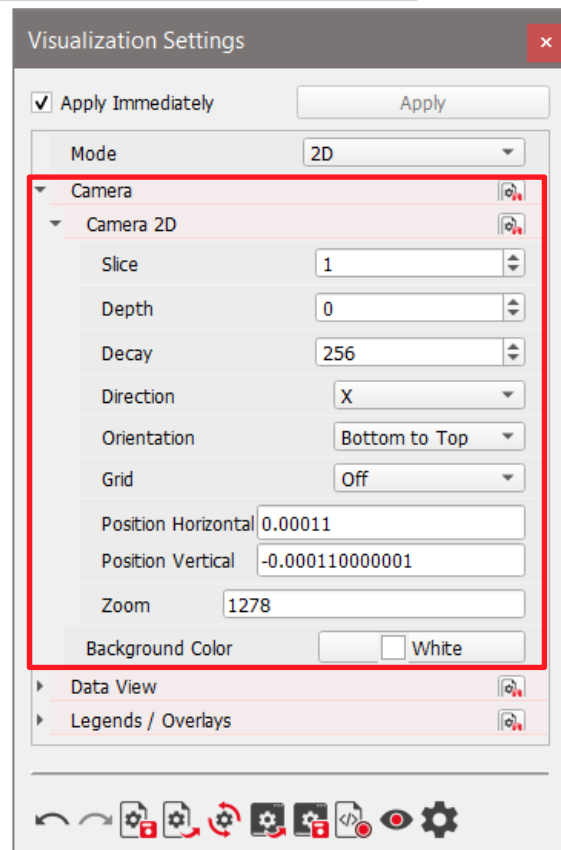 Visualization Settings
Apply Immediately Apply
Mode 2D
Camera
Camera 2D
Slice 1
Depth 0
Decay 256
Direction X
Orientation Bottom to Top
Grid Off
Position Horizontal 0.00011
Position Vertical -0.000110000001
Zoom 1278
Background Color White
Data View
Legends / Overlays